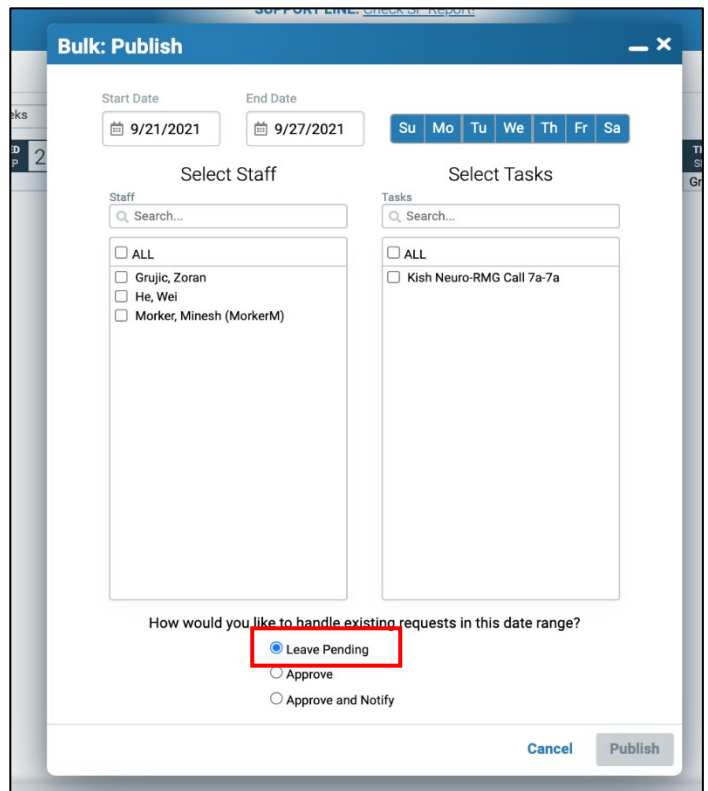 SUPPORT LINE: Check SP Report!
Bulk: Publish
Start Date End Date
9/21/2021 9/27/2021 Su Mo Tu We Th Fr Sa
eks
2
Select Staff Select Tasks
Staff Tasks
Search... Search...
ALL ALL
Grujic, Zoran Kish Neuro-RMG Call 7a-7a
He, Wei
Morker, Minesh (MorkerM)
How would you like to handle existing requests in this date range?
Leave Pending
Approve
Approve and Notify
Cancel Publish